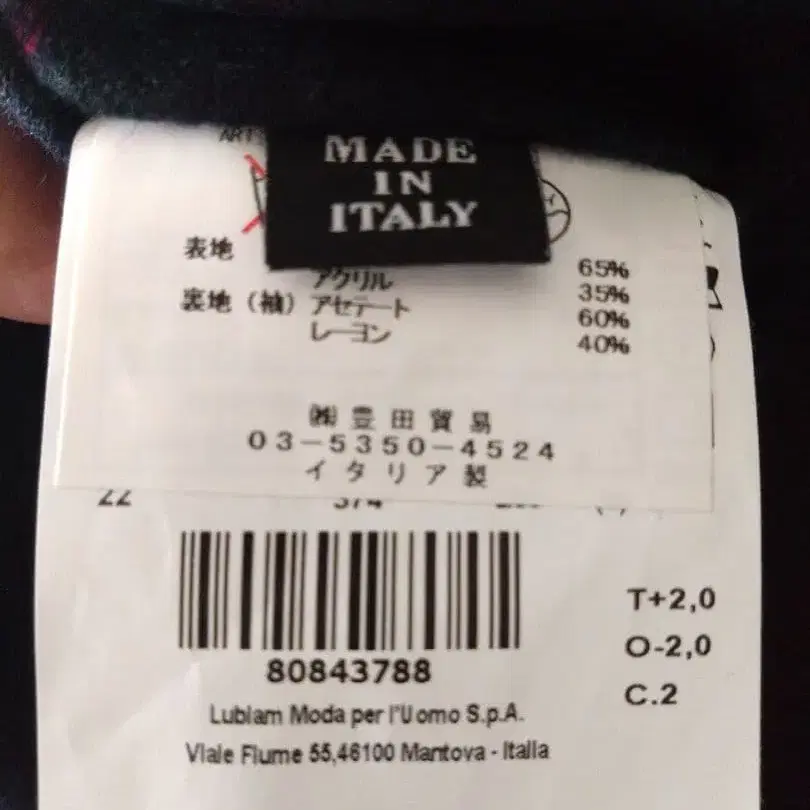 MADE
IN
ITALY
表地 65%
アクリル 35%
裏地（袖）アセテート 60%
レーヨン 40%
㈱豊田貿易
03-5350-4524
イタリア製
22
80843788
T+2,0
O-2,0
C.2
Lubiam Moda per l'Uomo S.p.A.
Viale Fiume 55,46100 Mantova - Italia